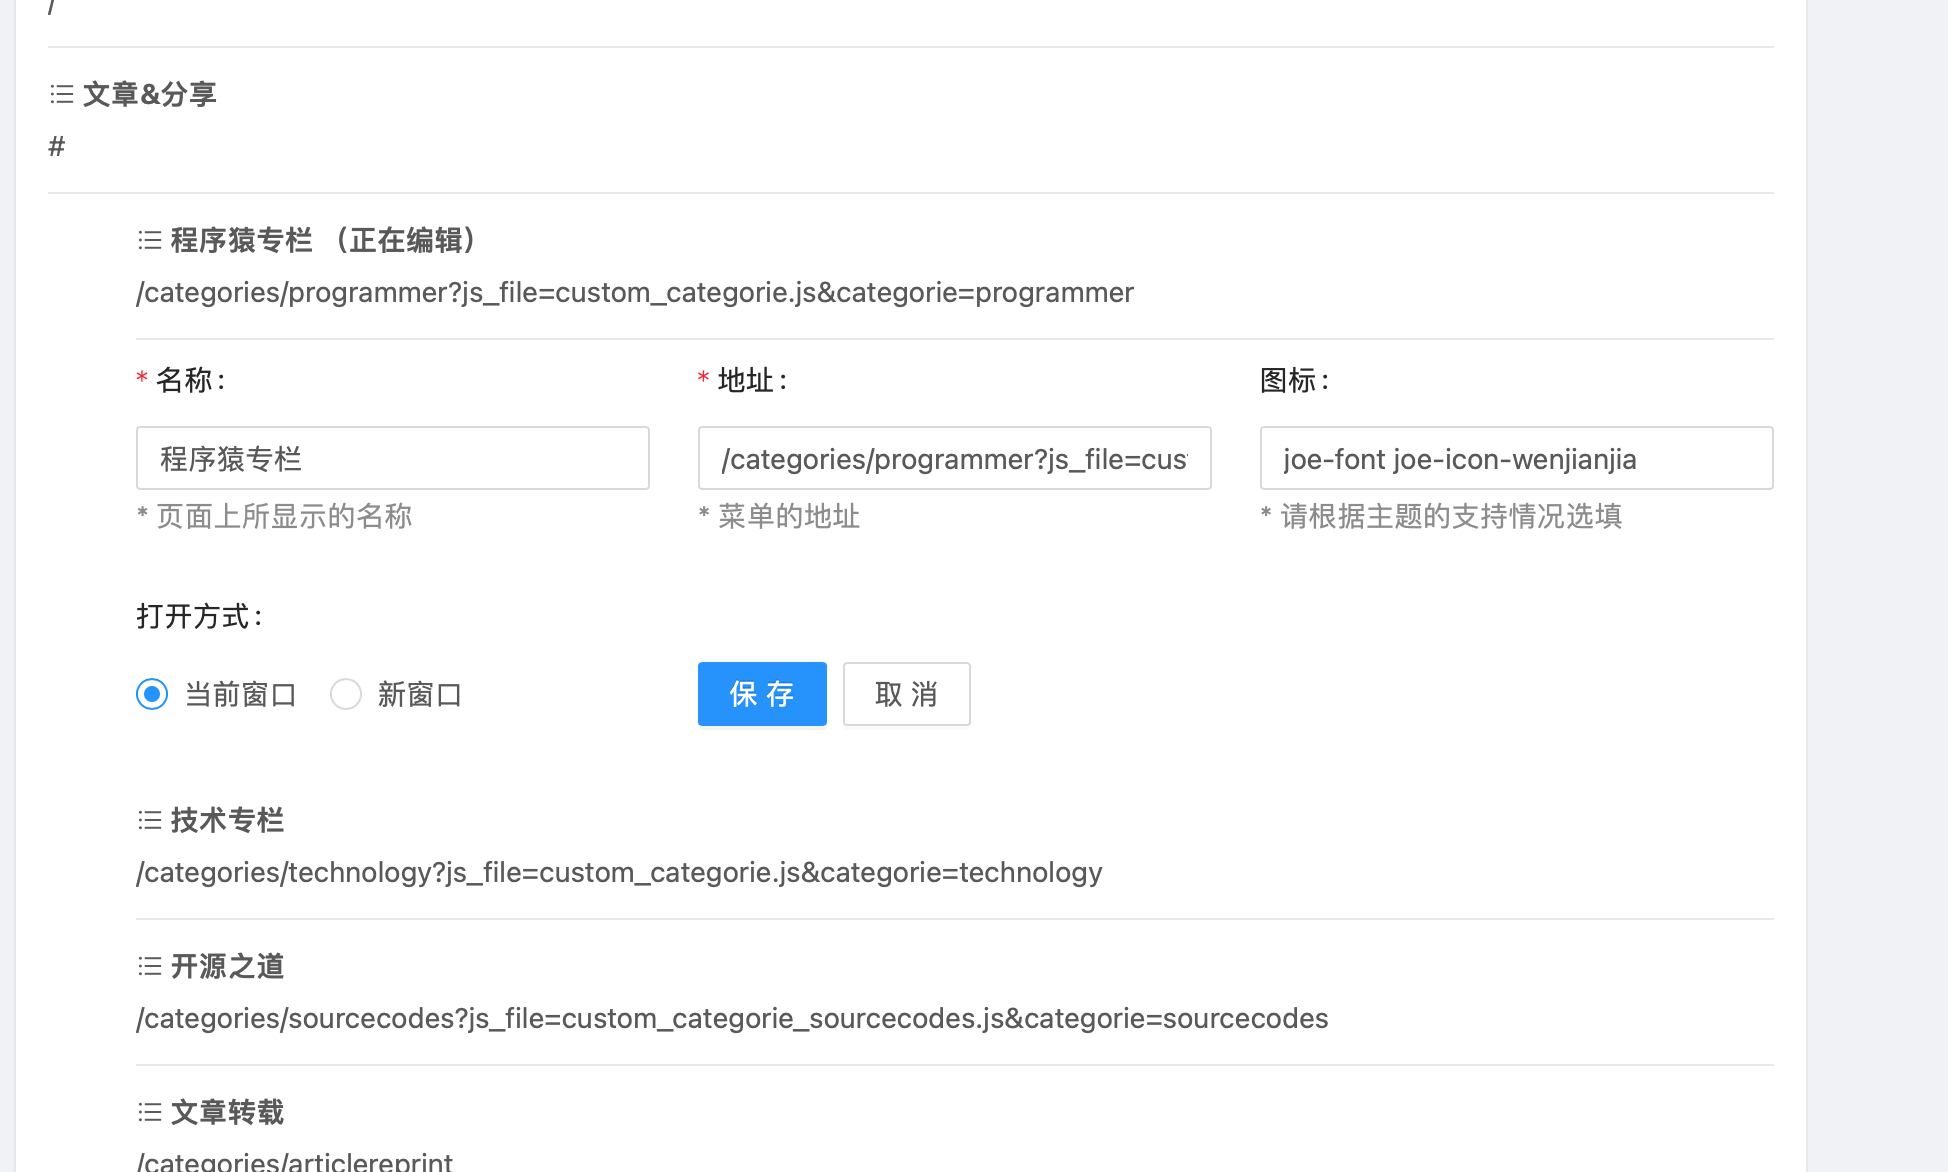 /
文章&分享
#
程序猿专栏 （正在编辑）
/categories/programmer?js_file=custom_categorie.js&categorie=programmer
* 名称: * 地址: 图标:
程序猿专栏 /categories/programmer?js_file=cus joe-font joe-icon-wenjianjia
* 页面上所显示的名称 * 菜单的地址 * 请根据主题的支持情况选填
打开方式:
当前窗口 新窗口 保 存 取 消
技术专栏
/categories/technology?js_file=custom_categorie.js&categorie=technology
开源之道
/categories/sourcecodes?js_file=custom_categorie_sourcecodes.js&categorie=sourcecodes
文章转载
/categories/articlereprint